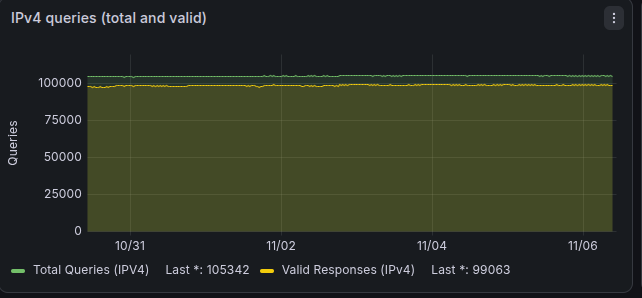 IPv4 queries (total and valid)
Queries
100000
75000
50000
25000
0
10/31 11/02 11/04 11/06
Total Queries (IPV4) Last *: 105342 Valid Responses (IPv4) Last *: 99063